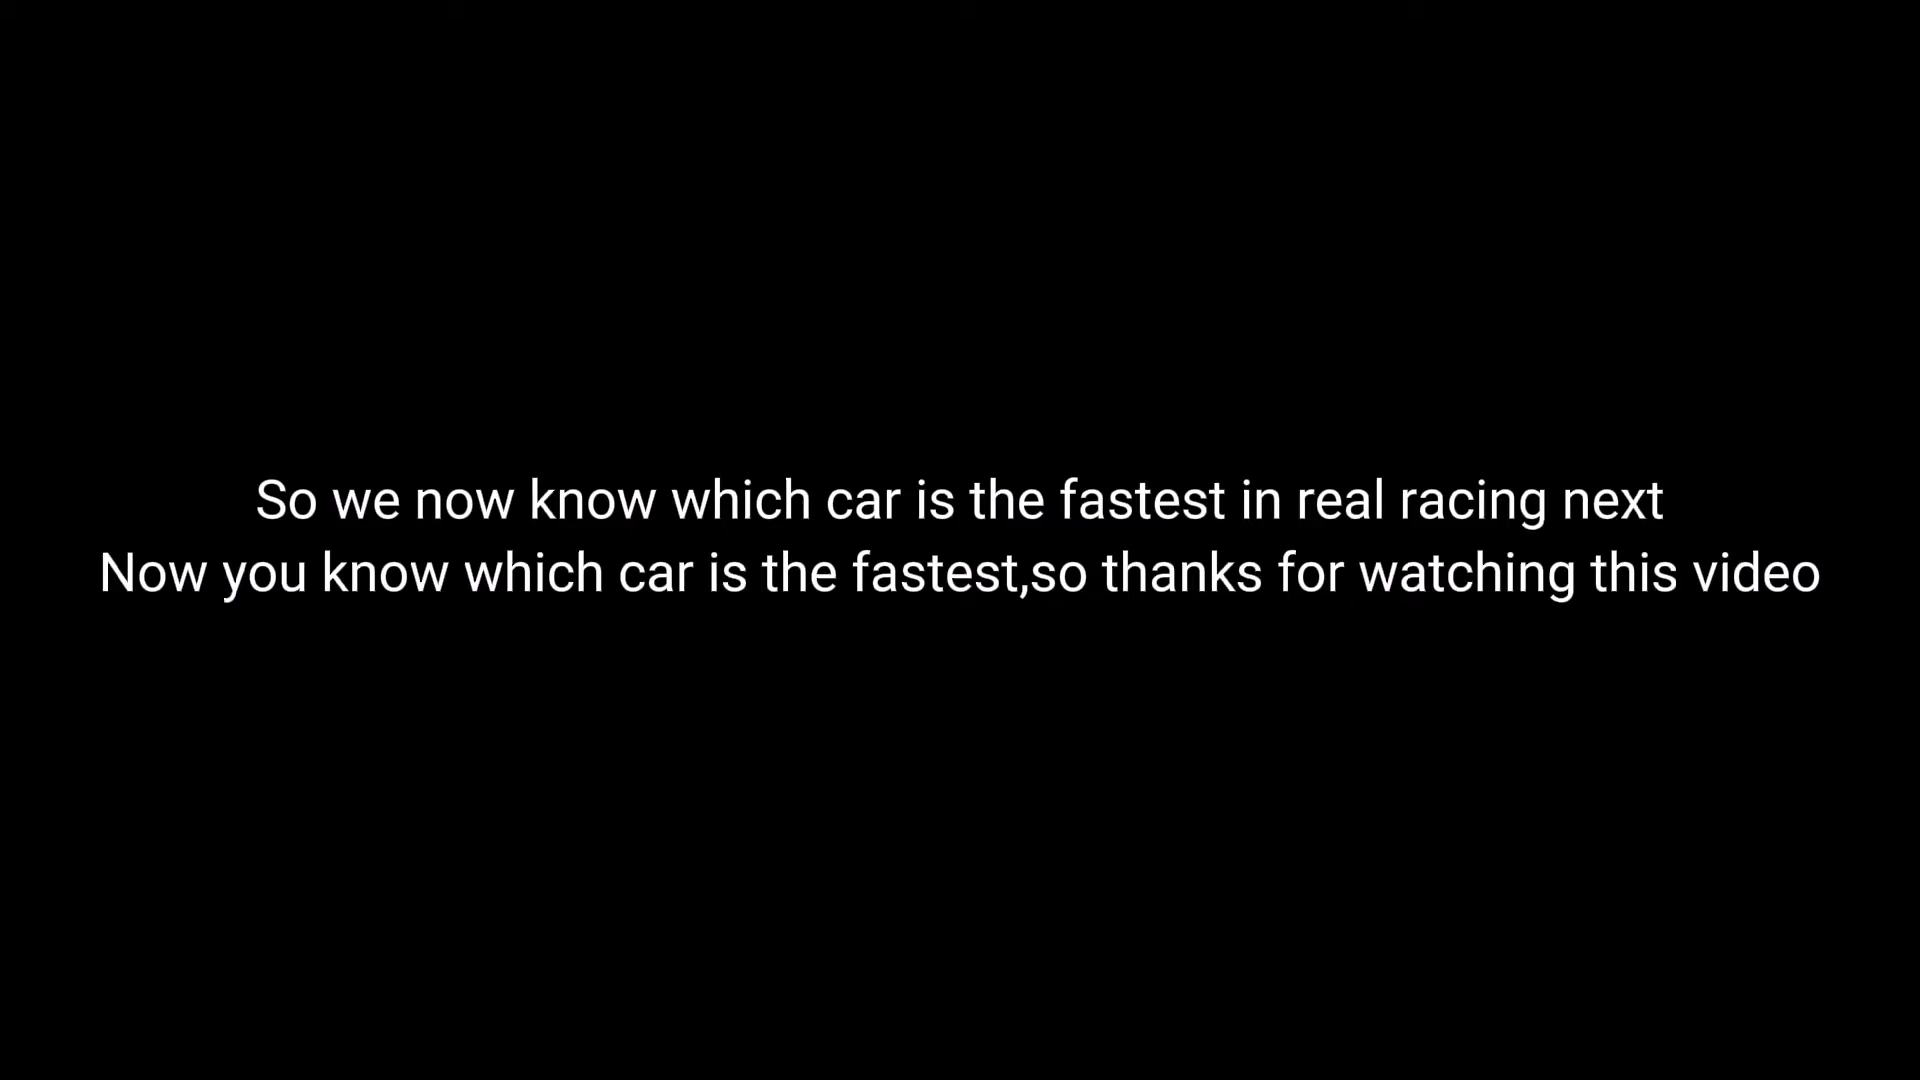 So we now know which car is the fastest in real racing next
Now you know which car is the fastest,so thanks for watching this video